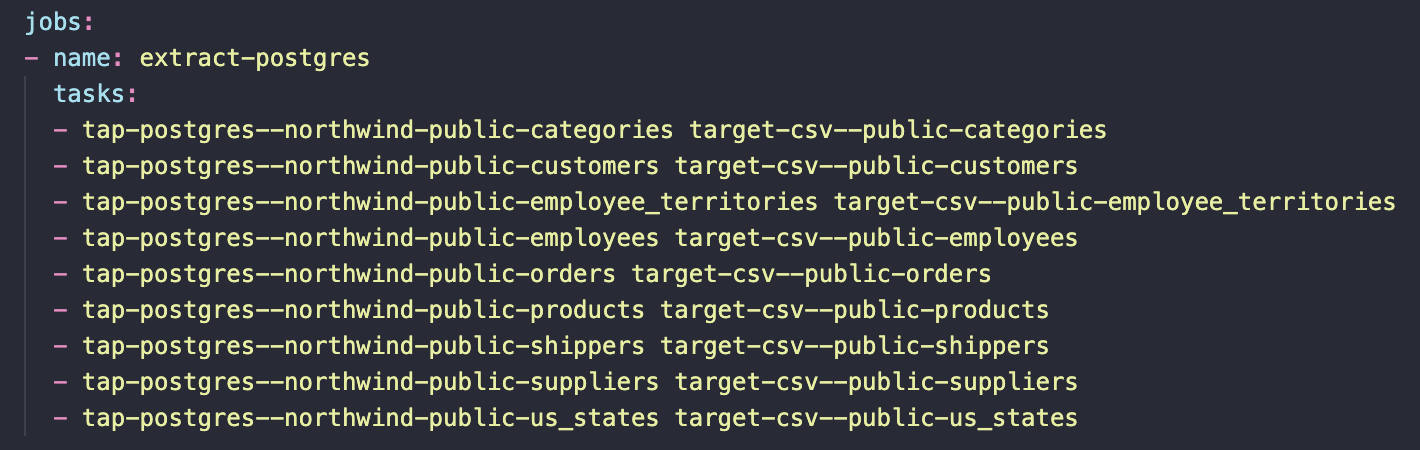 jobs:
- name: extract-postgres
  tasks:
  - tap-postgres--northwind-public-categories target-csv--public-categories
  - tap-postgres--northwind-public-customers target-csv--public-customers
  - tap-postgres--northwind-public-employee_territories target-csv--public-employee_territories
  - tap-postgres--northwind-public-employees target-csv--public-employees
  - tap-postgres--northwind-public-orders target-csv--public-orders
  - tap-postgres--northwind-public-products target-csv--public-products
  - tap-postgres--northwind-public-shippers target-csv--public-shippers
  - tap-postgres--northwind-public-suppliers target-csv--public-suppliers
  - tap-postgres--northwind-public-us_states target-csv--public-us_states